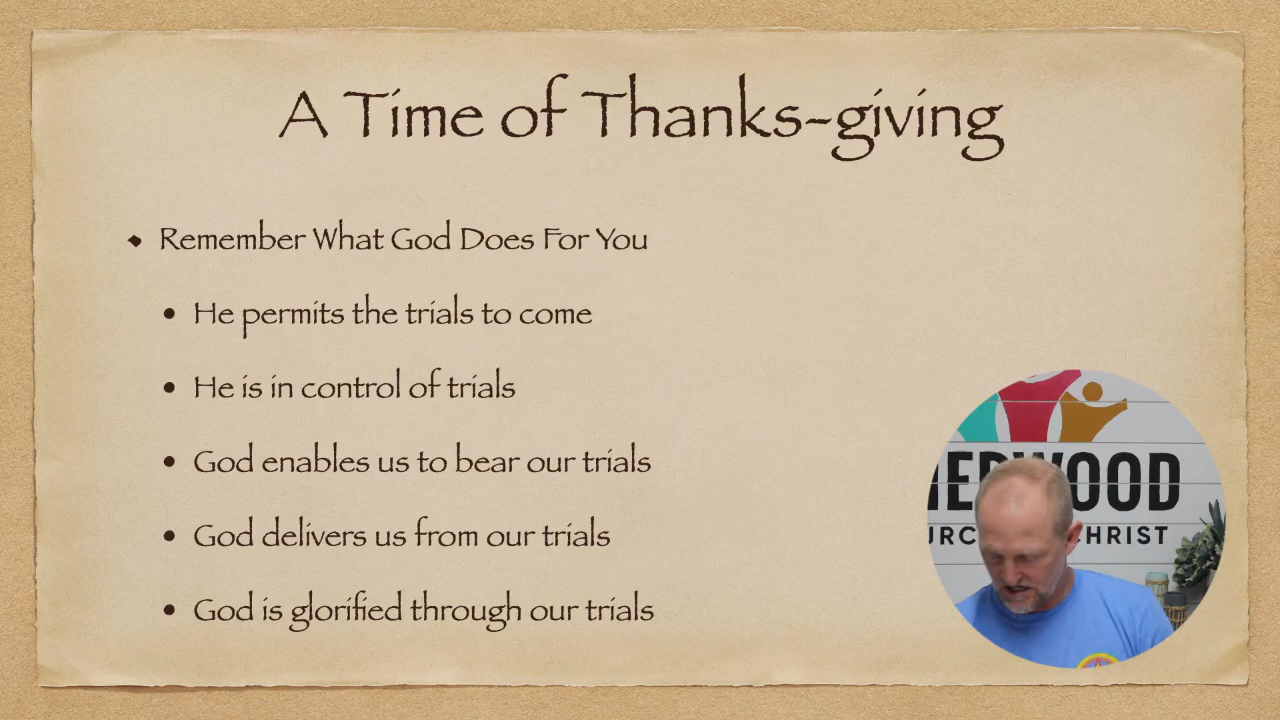 A Time of Thanks-giving
Remember What God Does For You
He permits the trials to come
He is in control of trials
God enables us to bear our trials
God delivers us from our trials
God is glorified through our trials